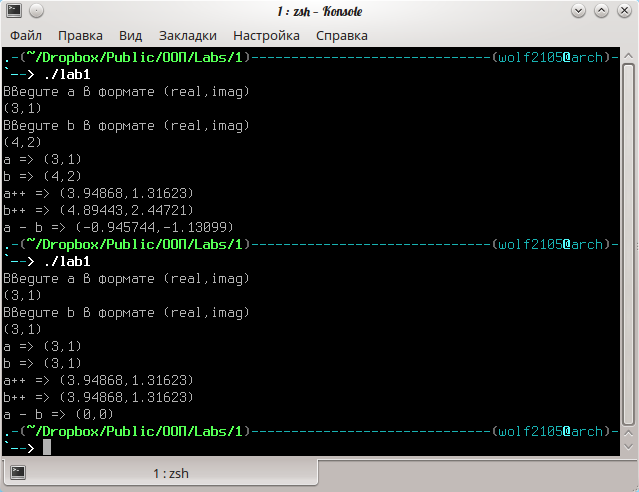 1 : zsh – Konsole
Файл Правка Вид Закладки Настройка Справка
.-(~/Dropbox/Public/ООП/Labs/1)------------------------------(wolf2105@arch)-
`--> ./lab1
Введите a в формате (real,imag)
(3,1)
Введите b в формате (real,imag)
(4,2)
a => (3,1)
b => (4,2)
a++ => (3.94868,1.31623)
b++ => (4.89443,2.44721)
a - b => (-0.945744,-1.13099)
.-(~/Dropbox/Public/ООП/Labs/1)------------------------------(wolf2105@arch)-
`--> ./lab1
Введите a в формате (real,imag)
(3,1)
Введите b в формате (real,imag)
(3,1)
a => (3,1)
b => (3,1)
a++ => (3.94868,1.31623)
b++ => (3.94868,1.31623)
a - b => (0,0)
.-(~/Dropbox/Public/ООП/Labs/1)------------------------------(wolf2105@arch)-
`-->
1 : zsh